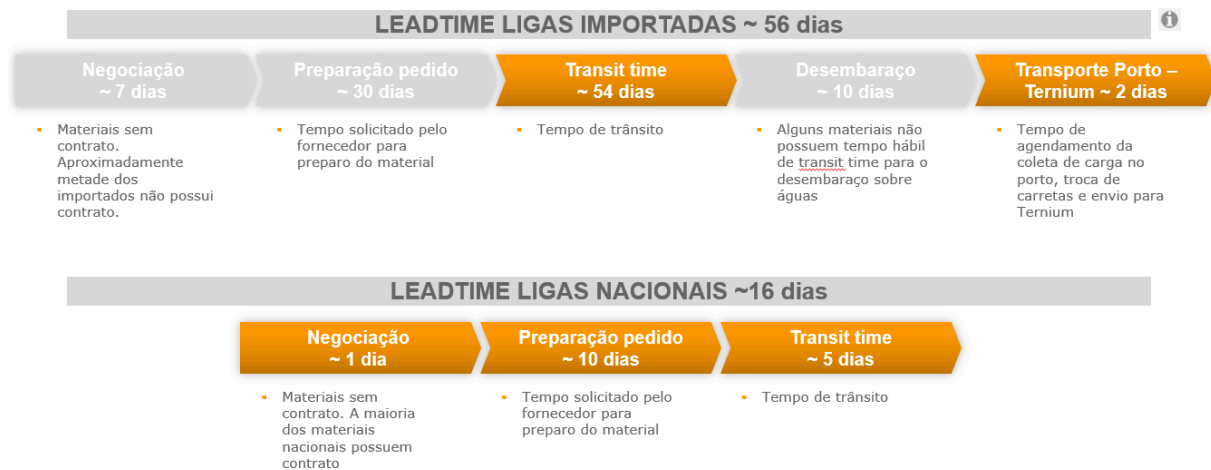 LEADTIME LIGAS IMPORTADAS ~ 56 dias
Negociação
~ 7 dias
Preparação pedido
~ 30 dias
Transit time
~ 54 dias
Desembaraço
~ 10 dias
Transporte Porto –
Ternium ~ 2 dias
Materiais sem
contrato.
Aproximadamente
metade dos
importados não possui
contrato.
Tempo solicitado pelo
fornecedor para
preparo do material
Tempo de trânsito
Alguns materiais não
possuem tempo hábil
de transit time para o
desembaraço sobre
águas
Tempo de
agendamento da
coleta de carga no
porto, troca de
carretas e envio para
Ternium
LEADTIME LIGAS NACIONAIS ~16 dias
Negociação
~ 1 dia
Preparação pedido
~ 10 dias
Transit time
~ 5 dias
Materiais sem
contrato. A maioria
dos materiais
nacionais possuem
contrato
Tempo solicitado pelo
fornecedor para
preparo do material
Tempo de trânsito